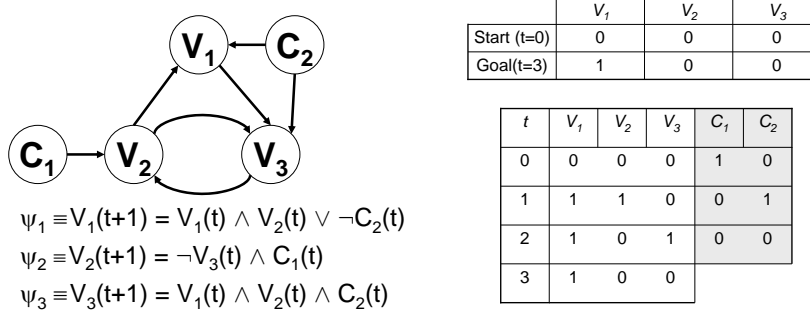 V1 C2
C1 V2 V3
ψ1 ≡V1(t+1) = V1(t) ∧ V2(t) ∨ ¬C2(t)
ψ2 ≡V2(t+1) = ¬V3(t) ∧ C1(t)
ψ3 ≡V3(t+1) = V1(t) ∧ V2(t) ∧ C2(t)
V1 V2 V3
Start (t=0) 0 0 0
Goal(t=3) 1 0 0
t V1 V2 V3 C1 C2
0 0 0 0 1 0
1 1 1 0 0 1
2 1 0 1 0 0
3 1 0 0